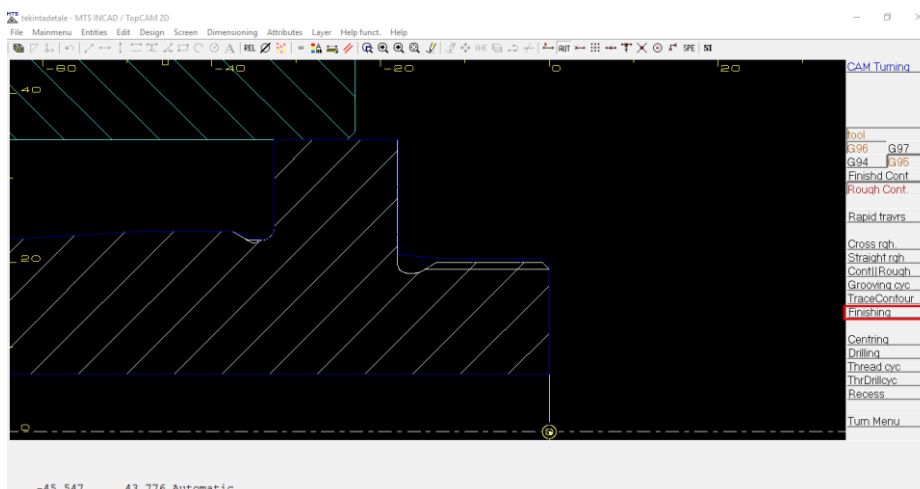 tekintadetale - MTS INCAD / TopCAM 2D
File Name Entities Edit Design Screen Dimensioning Attributes Layer Help funct. Help
REL AUT SPE SI
-60 -40 -20 0 20
CAM Turning
40
tool
G96 G97
G94 G95
Finishd Cont
Rough Cont.
Rapid travrs
Cross rgh.
Straight rgh
20
Cont||Rough
Grooving cyc
TraceContour
Finishing
Centring
Drilling
Thread cyc
ThrDrillcyc
Recess
Turn Menu
0
-45.547 43.776 Automatic